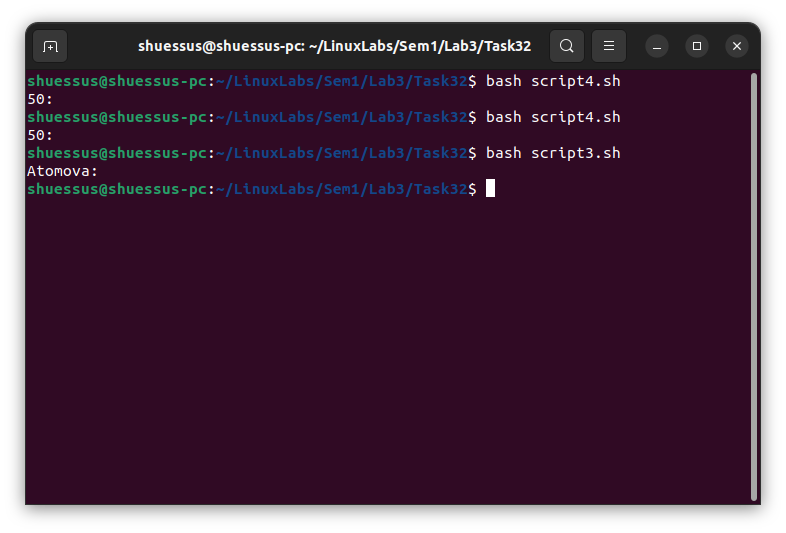 shuessus@shuessus-pc: ~/LinuxLabs/Sem1/Lab3/Task32
shuessus@shuessus-pc:~/LinuxLabs/Sem1/Lab3/Task32$ bash script4.sh
50:
shuessus@shuessus-pc:~/LinuxLabs/Sem1/Lab3/Task32$ bash script4.sh
50:
shuessus@shuessus-pc:~/LinuxLabs/Sem1/Lab3/Task32$ bash script3.sh
Atomova:
shuessus@shuessus-pc:~/LinuxLabs/Sem1/Lab3/Task32$